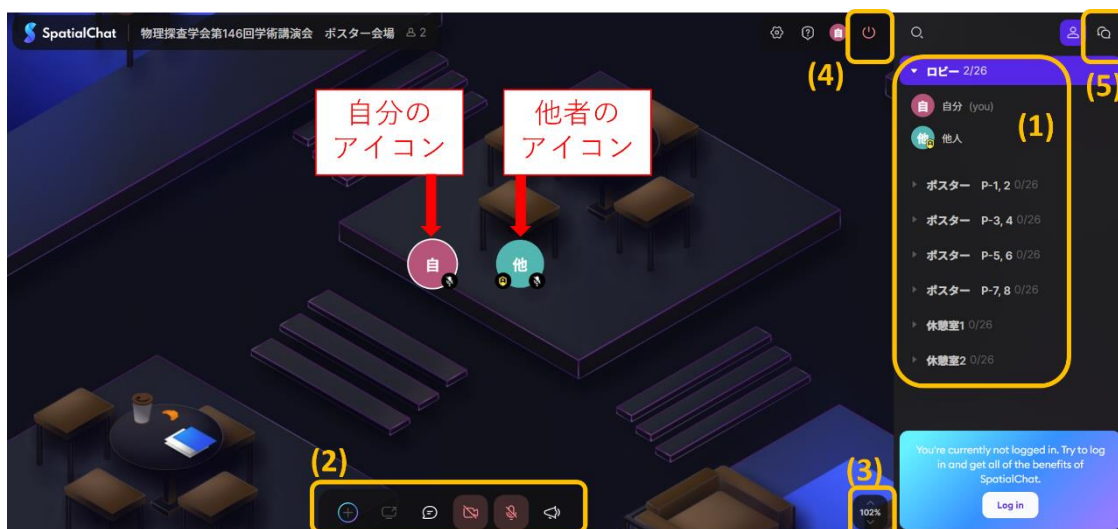 SpatialChat 物理探査学会第146回学術講演会 ポスター会場 2
(4)
(5)
ロビー 2/26
自 自分 (you)
(1)
他 他人
ポスター P-1, 2 0/26
ポスター P-3, 4 0/26
ポスター P-5, 6 0/26
ポスター P-7, 8 0/26
休憩室1 0/26
休憩室2 0/26
自分の
アイコン
他者の
アイコン
自
他
(2)
(3)
102%
You're currently not logged in. Try to log
in and get all of the benefits of
SpatialChat.
Log in
自